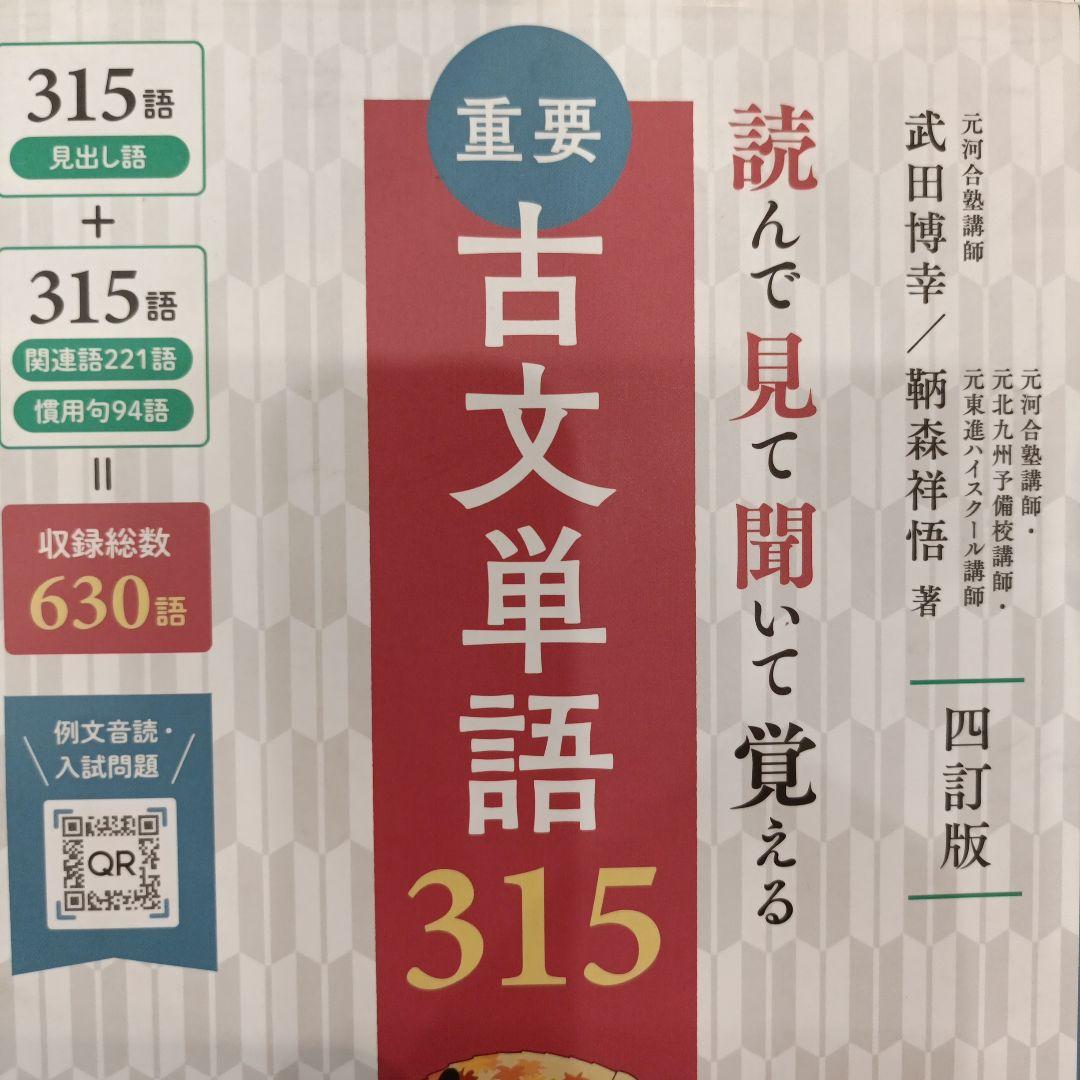 元河合塾講師
武田博幸／鞆森祥悟 著
元河合塾講師・
元北九州予備校講師・
元東進ハイスクール講師
四訂版
読んで見て聞いて覚える
重要
古文単語
315
315語
見出し語
+
315語
関連語221語
慣用句94語
=
収録総数
630語
例文音読・
入試問題
QR